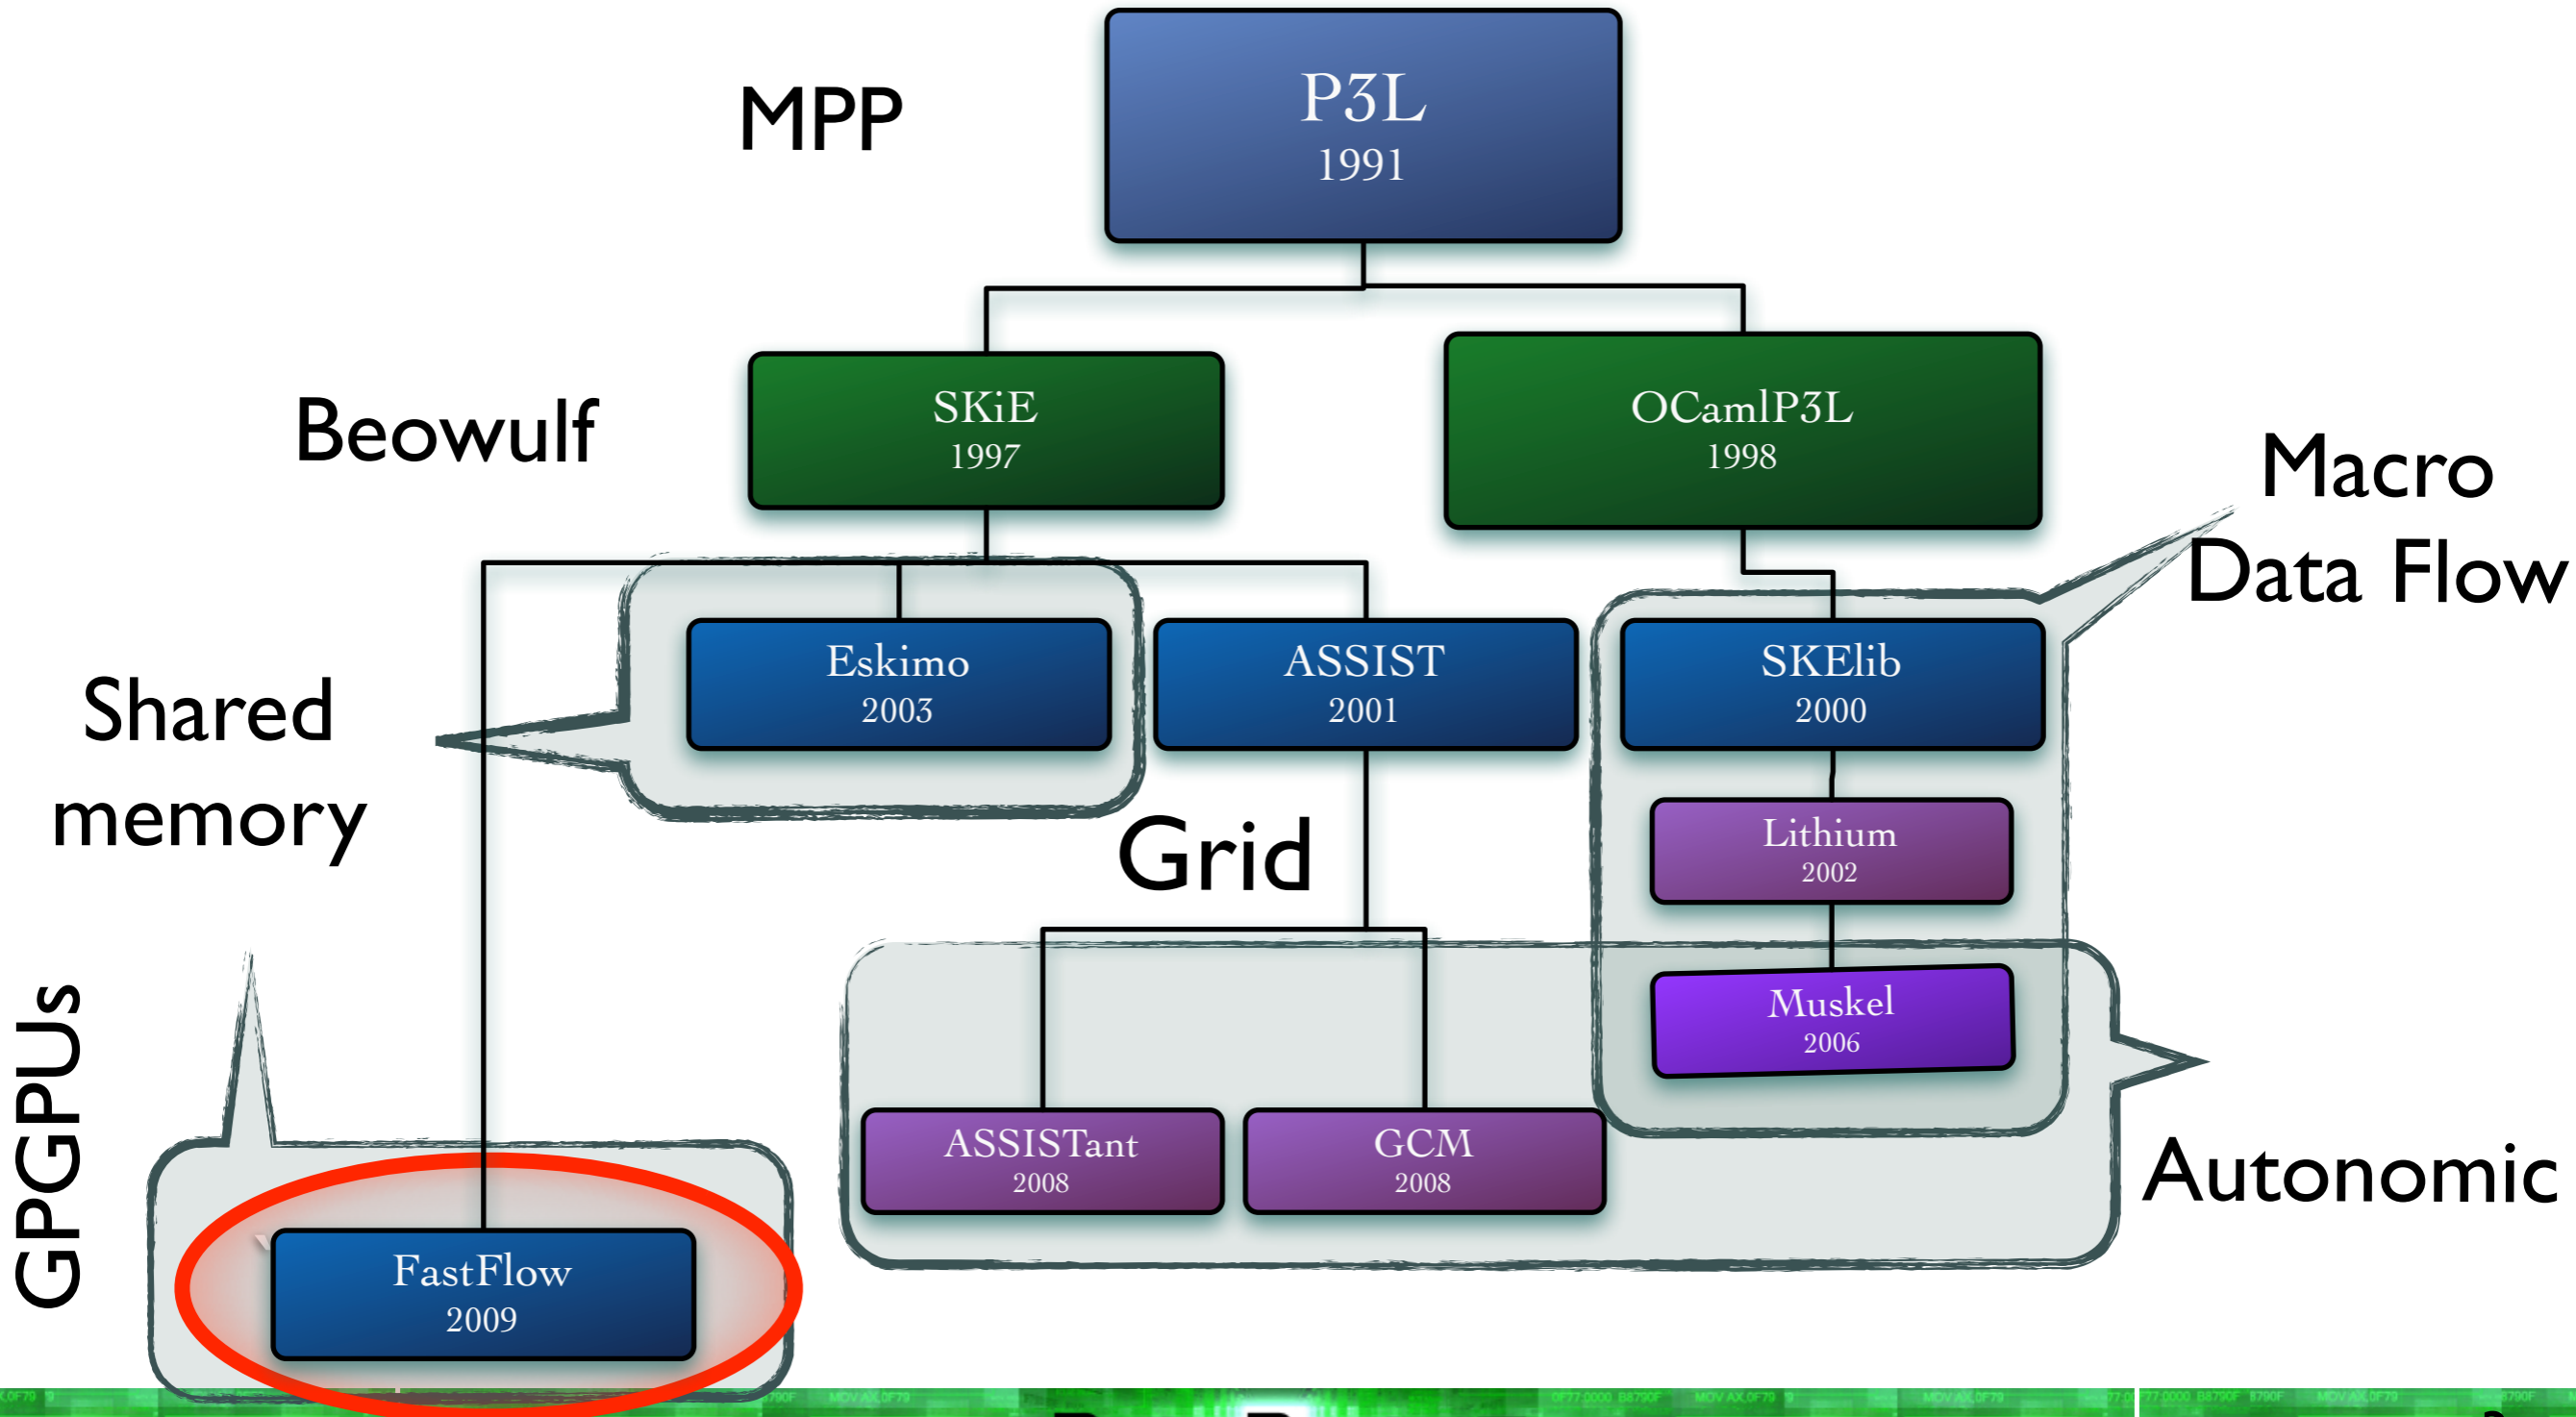 MPP
P3L
1991
Beowulf
SKiE
1997
OCamlP3L
1998
Macro
Data Flow
Shared
memory
Eskimo
2003
ASSIST
2001
SKElib
2000
Grid
Lithium
2002
Muskel
2006
GPGPUs
ASSISTant
2008
GCM
2008
Autonomic
FastFlow
2009